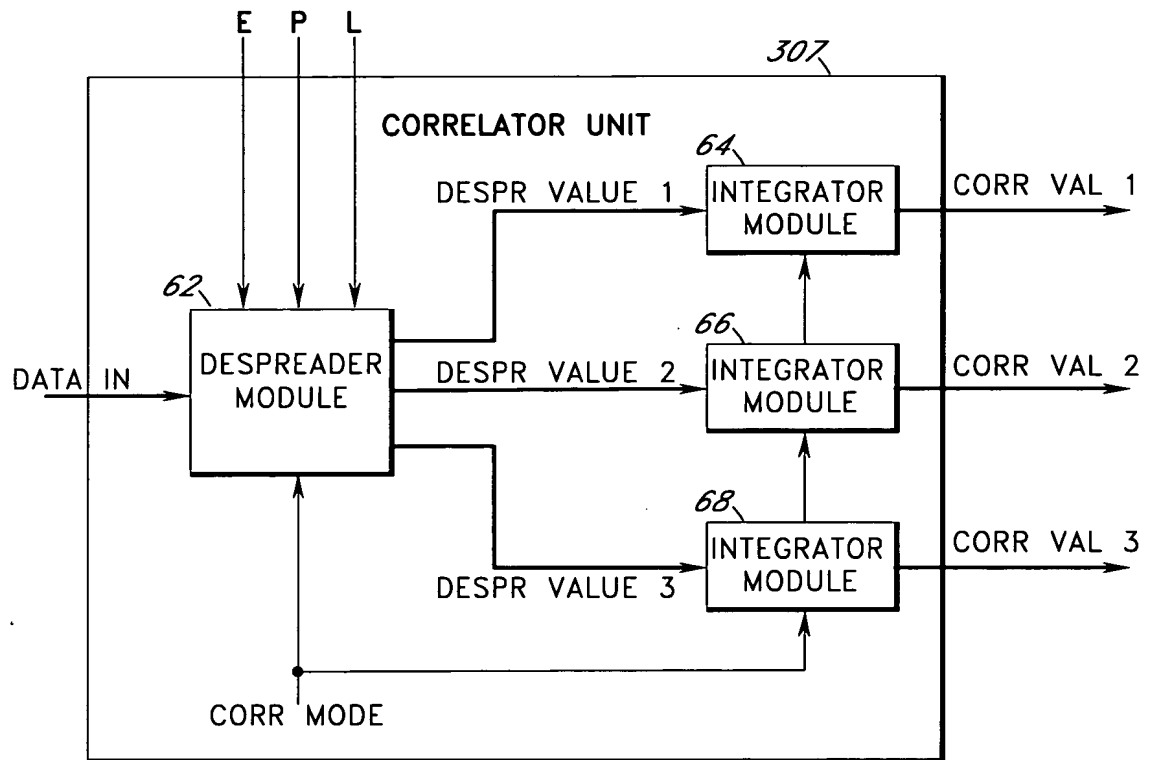 E P L
307
CORRELATOR UNIT
64
DESPR VALUE 1
INTEGRATOR
MODULE
CORR VAL 1
62
DESPREADER
MODULE
DATA IN
DESPR VALUE 2
66
INTEGRATOR
MODULE
CORR VAL 2
68
INTEGRATOR
MODULE
CORR VAL 3
DESPR VALUE 3
CORR MODE